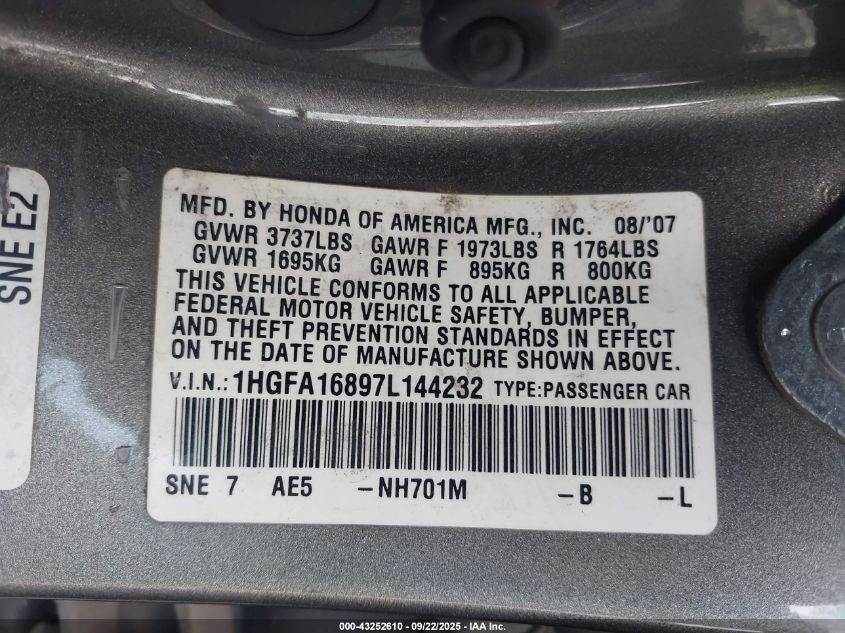 SNE E2
MFD. BY HONDA OF AMERICA MFG., INC. 08/'07
GVWR 3737LBS GAWR F 1973LBS R 1764LBS
GVWR 1695KG GAWR F 895KG R 800KG
THIS VEHICLE CONFORMS TO ALL APPLICABLE
FEDERAL MOTOR VEHICLE SAFETY, BUMPER,
AND THEFT PREVENTION STANDARDS IN EFFECT
ON THE DATE OF MANUFACTURE SHOWN ABOVE.
V.I.N.: 1HGFA16897L144232 TYPE:PASSENGER CAR
SNE 7 AE5 -NH701M -B -L
000-43252610 - 09/22/2025 - IAA Inc.